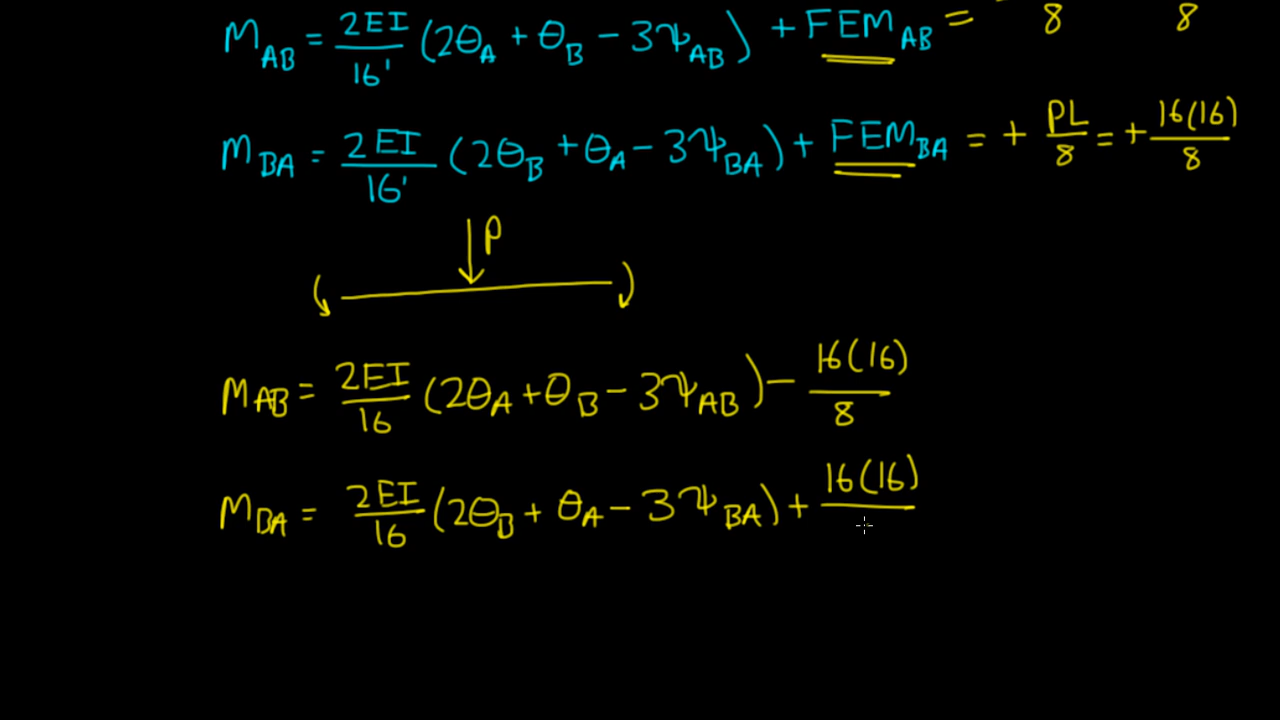 M_AB = 2EI/16' (2θ_A + θ_B - 3ψ_AB) + FEM_AB = 8 8
M_BA = 2EI/16' (2θ_B + θ_A - 3ψ_BA) + FEM_BA = + PL/8 = + 16(16)/8
P
M_AB = 2EI/16 (2θ_A + θ_B - 3ψ_AB) - 16(16)/8
M_BA = 2EI/16 (2θ_B + θ_A - 3ψ_BA) + 16(16)